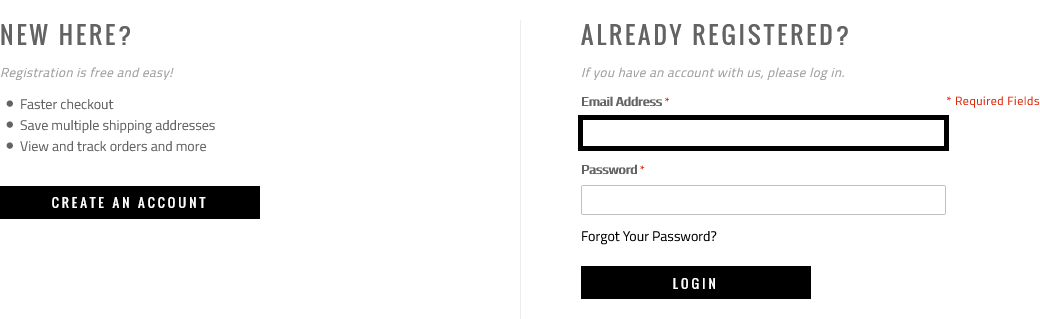 NEW HERE?
Registration is free and easy!
Faster checkout
Save multiple shipping addresses
View and track orders and more
CREATE AN ACCOUNT
ALREADY REGISTERED?
If you have an account with us, please log in.
Email Address *
* Required Fields
Password *
Forgot Your Password?
LOGIN